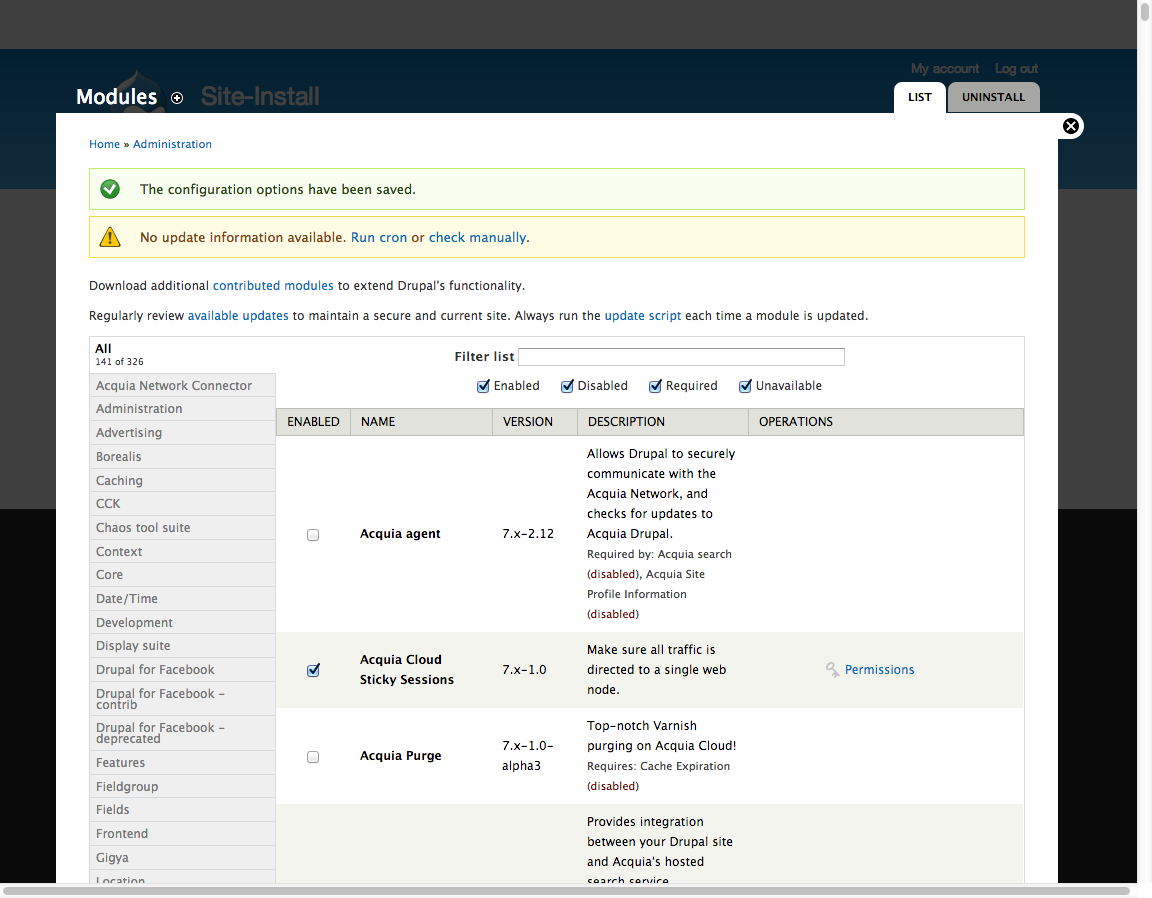 My account Log out
Modules Site-Install
LIST UNINSTALL
Home » Administration
The configuration options have been saved.
No update information available. Run cron or check manually.
Download additional contributed modules to extend Drupal's functionality.
Regularly review available updates to maintain a secure and current site. Always run the update script each time a module is updated.
All
141 of 326
Acquia Network Connector
Administration
Advertising
Borealis
Caching
CCK
Chaos tool suite
Context
Core
Date/Time
Development
Display suite
Drupal for Facebook
Drupal for Facebook -
contrib
Drupal for Facebook -
deprecated
Features
Fieldgroup
Fields
Frontend
Gigya
Location
Filter list
Enabled Disabled Required Unavailable
ENABLED NAME VERSION DESCRIPTION OPERATIONS
Acquia agent
7.x-2.12
Allows Drupal to securely
communicate with the
Acquia Network, and
checks for updates to
Acquia Drupal.
Required by: Acquia search
(disabled), Acquia Site
Profile Information
(disabled)
Acquia Cloud
Sticky Sessions
7.x-1.0
Make sure all traffic is
directed to a single web
node.
Permissions
Acquia Purge
7.x-1.0-
alpha3
Top-notch Varnish
purging on Acquia Cloud!
Requires: Cache Expiration
(disabled)
Provides integration
between your Drupal site
and Acquia's hosted
search service